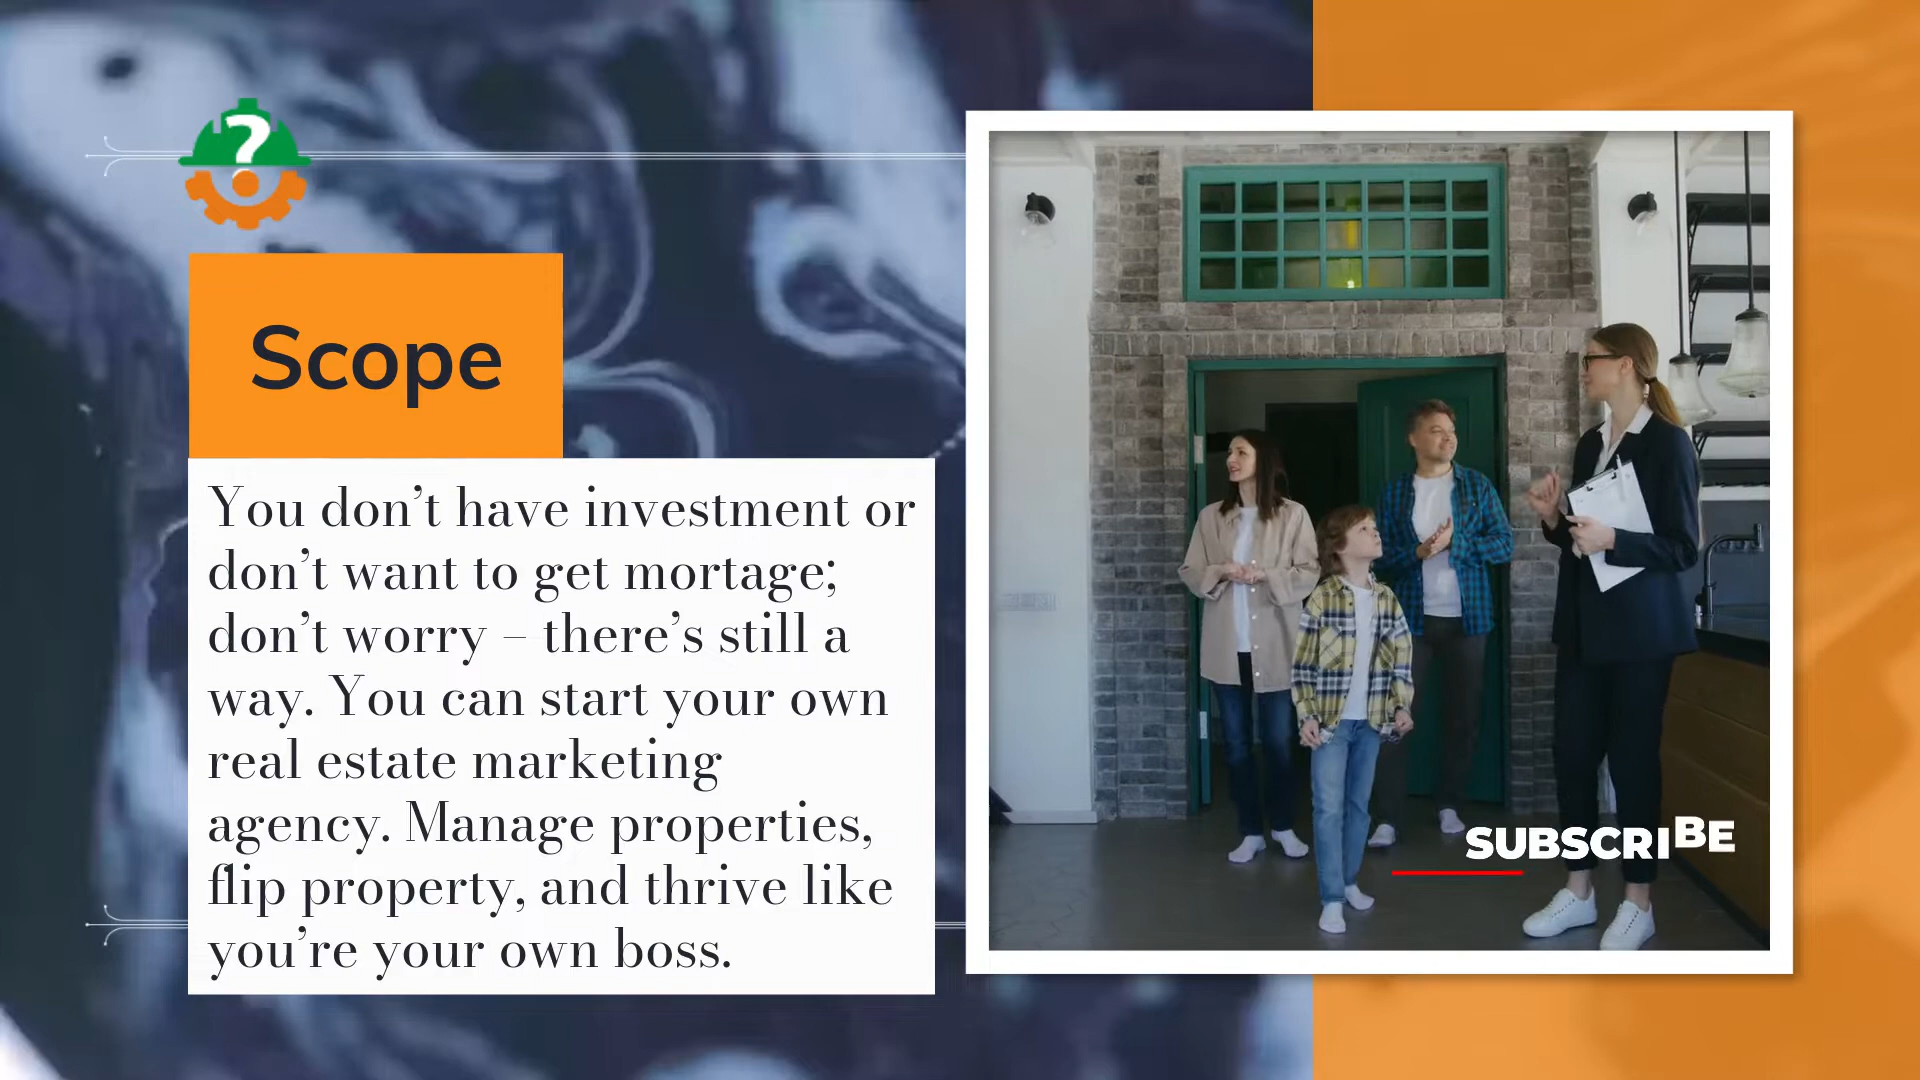 ?
Scope
You don’t have investment or
don’t want to get mortage;
don’t worry – there’s still a
way. You can start your own
real estate marketing
agency. Manage properties,
flip property, and thrive like
you’re your own boss.
SUBSCRIBE